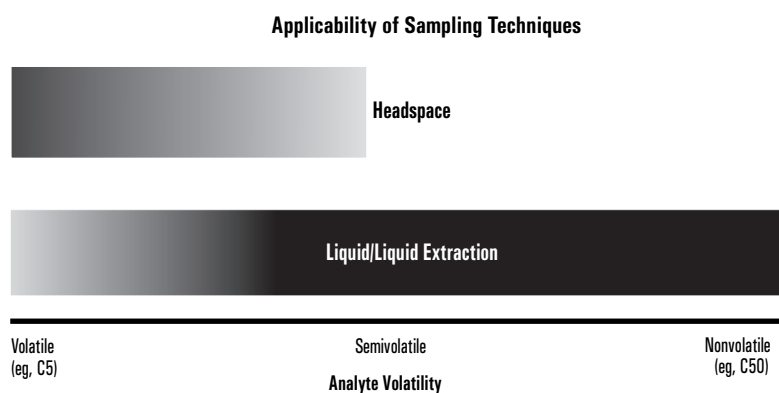 Applicability of Sampling Techniques
Headspace
Liquid/Liquid Extraction
Volatile
(eg, C5)
Semivolatile
Nonvolatile
(eg, C50)
Analyte Volatility